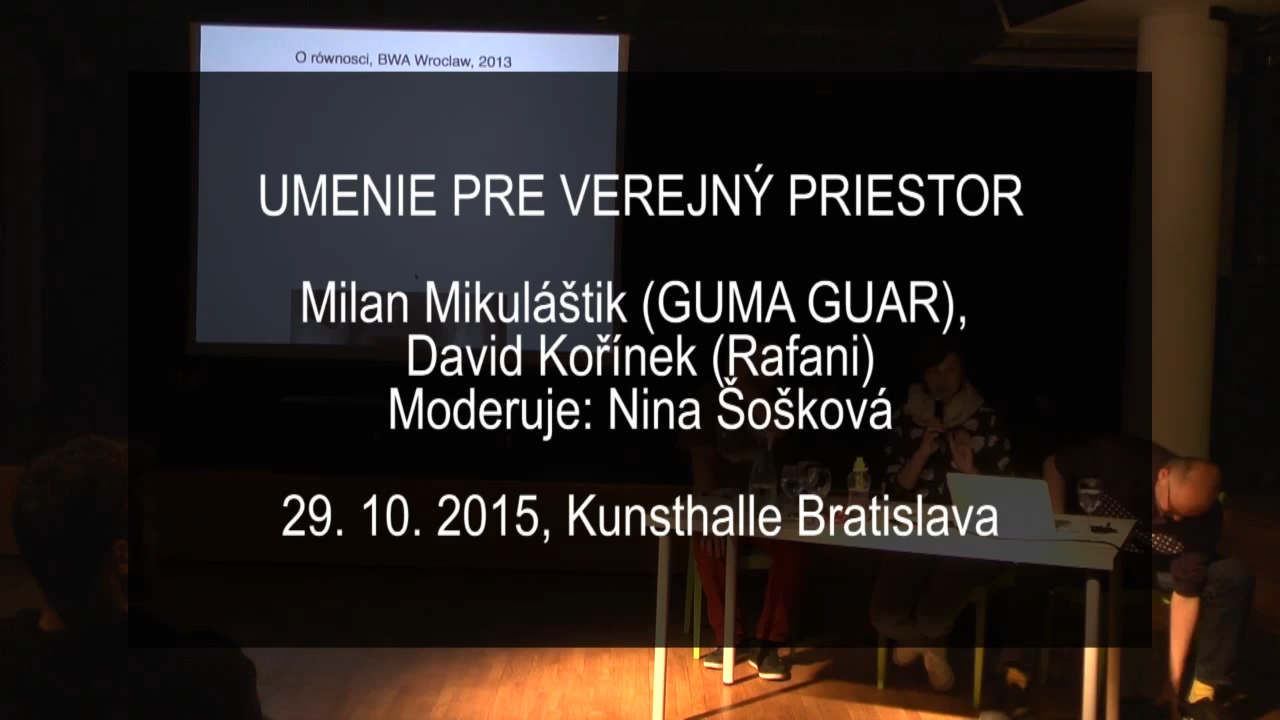 O równosci, BWA Wroclaw, 2013
UMENIE PRE VEREJNÝ PRIESTOR
Milan Mikuláštik (GUMA GUAR),
David Kořínek (Rafani)
Moderuje: Nina Šošková
29. 10. 2015, Kunsthalle Bratislava